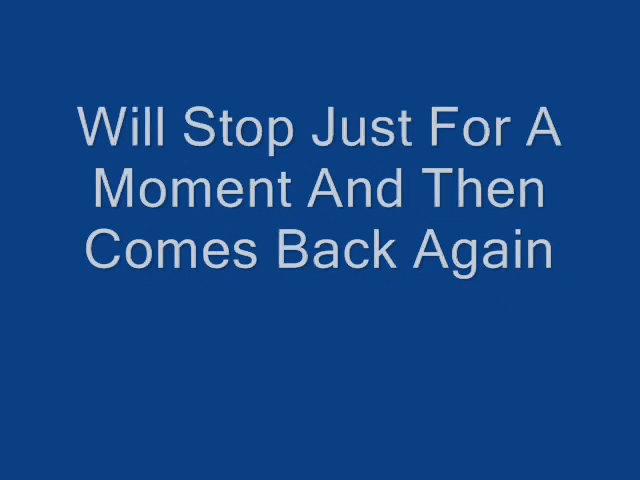 Will Stop Just For A
Moment And Then
Comes Back Again